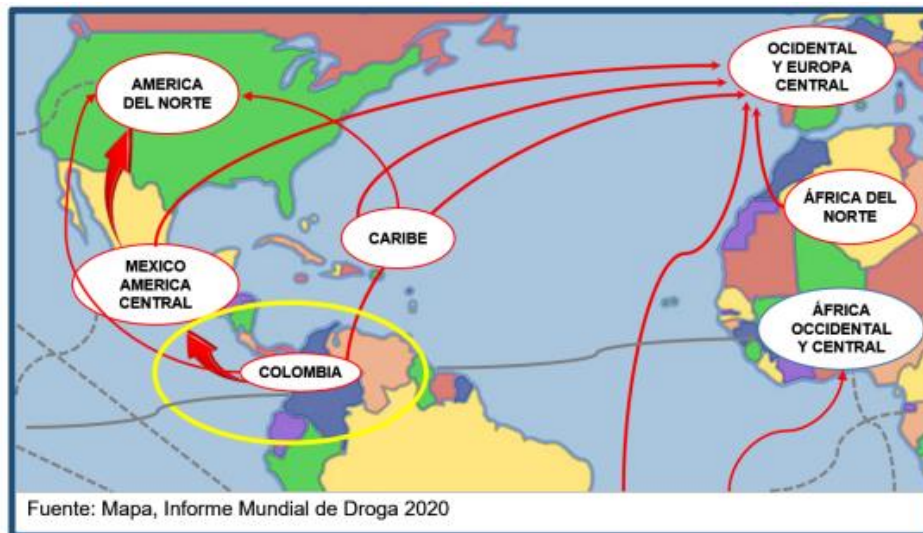 AMERICA
DEL NORTE
OCIDENTAL
Y EUROPA
CENTRAL
CARIBE
ÁFRICA DEL
NORTE
MEXICO
AMERICA
CENTRAL
ÁFRICA
OCCIDENTAL
Y CENTRAL
COLOMBIA
Fuente: Mapa, Informe Mundial de Droga 2020